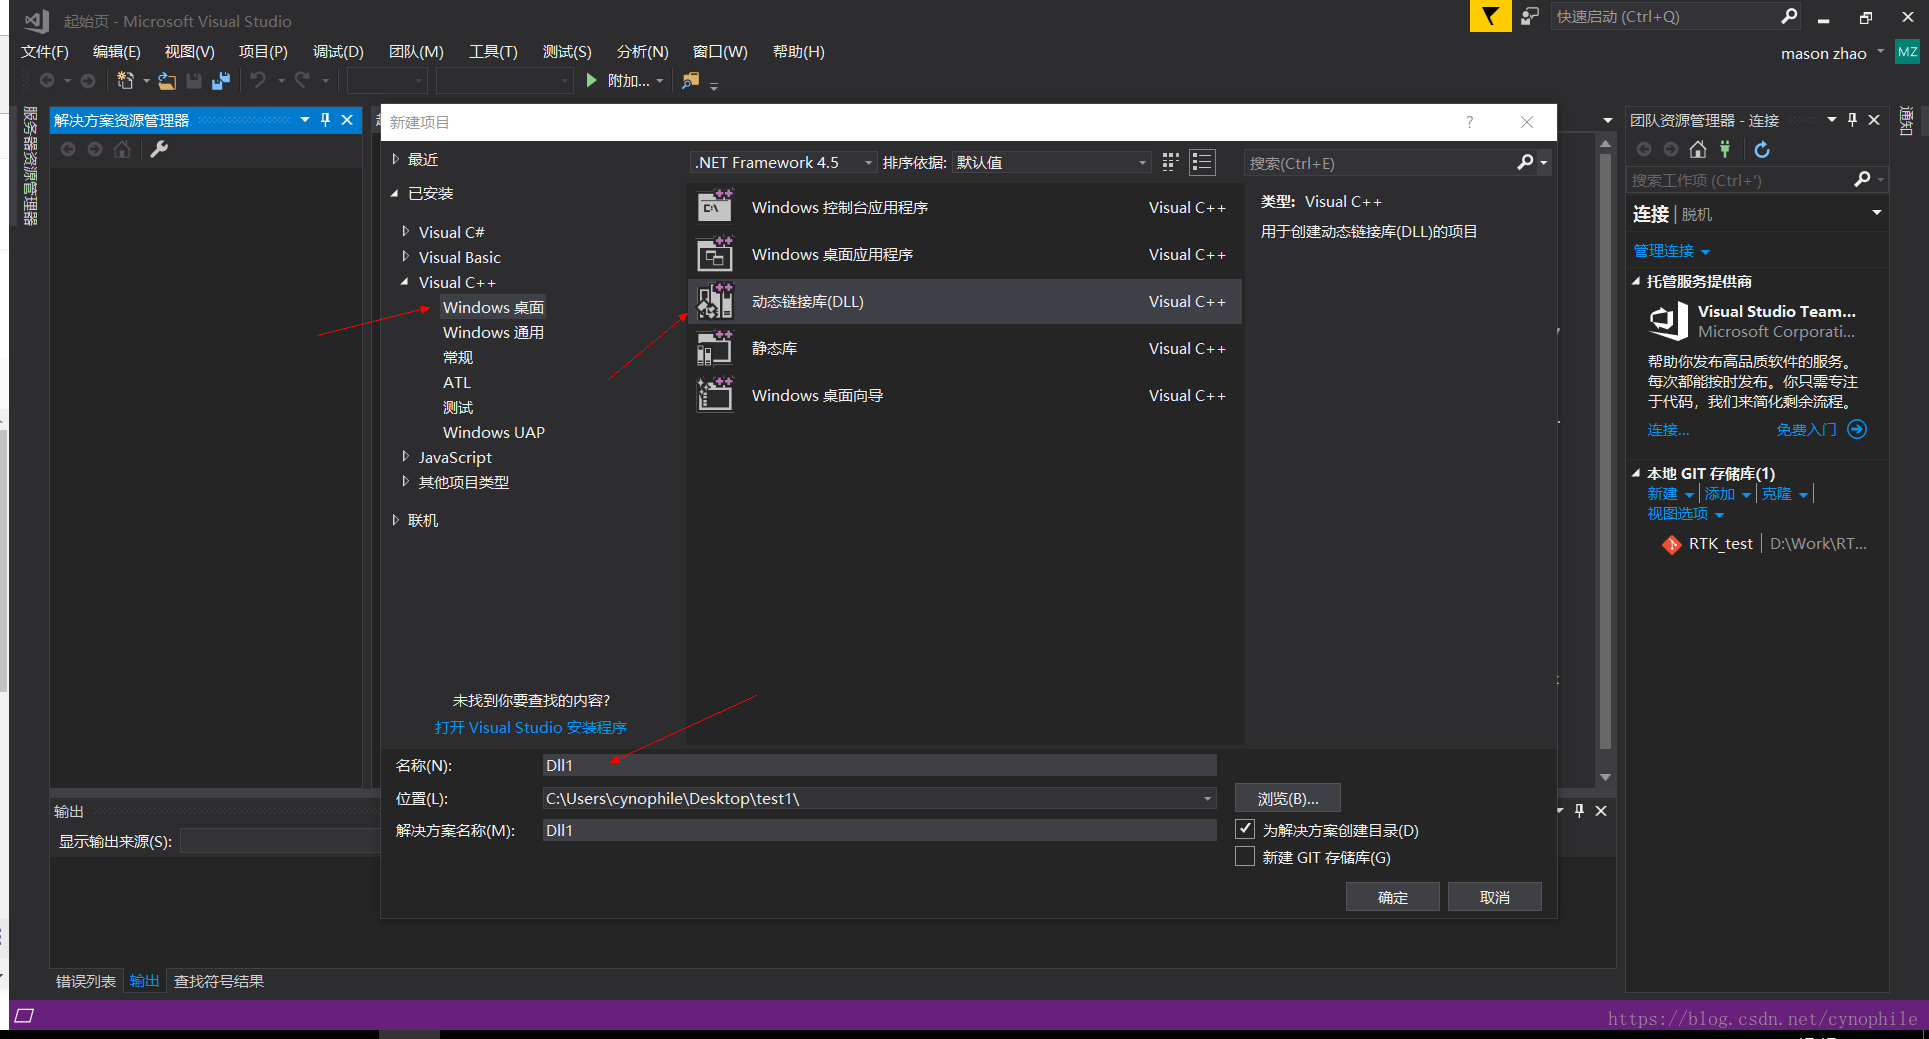 起始页 - Microsoft Visual Studio
快速启动 (Ctrl+Q)
文件(F) 编辑(E) 视图(V) 项目(P) 调试(D) 团队(M) 工具(T) 测试(S) 分析(N) 窗口(W) 帮助(H)
mason zhao MZ
附加...
服务器资源管理器
解决方案资源管理器
新建项目
最近
已安装
Visual C#
Visual Basic
Visual C++
Windows 桌面
Windows 通用
常规
ATL
测试
Windows UAP
JavaScript
其他项目类型
联机
未找到你要查找的内容?
打开 Visual Studio 安装程序
.NET Framework 4.5 排序依据: 默认值
搜索(Ctrl+E)
Windows 控制台应用程序 Visual C++
Windows 桌面应用程序 Visual C++
动态链接库(DLL) Visual C++
静态库 Visual C++
Windows 桌面向导 Visual C++
类型: Visual C++
用于创建动态链接库(DLL)的项目
名称(N): Dll1
位置(L): C:\Users\cynophile\Desktop\test1\
浏览(B)...
解决方案名称(M): Dll1
为解决方案创建目录(D)
新建 GIT 存储库(G)
确定 取消
团队资源管理器 - 连接
通知
搜索工作项 (Ctrl+')
连接 | 脱机
管理连接
托管服务提供商
Visual Studio Team...
Microsoft Corporati...
帮助你发布高品质软件的服务。
每次都能按时发布。你只需专注
于代码，我们来简化剩余流程。
连接... 免费入门
本地 GIT 存储库(1)
新建 添加 克隆
视图选项
RTK_test D:\Work\RT...
输出
显示输出来源(S):
错误列表 输出 查找符号结果
https://blog.csdn.net/cynophile